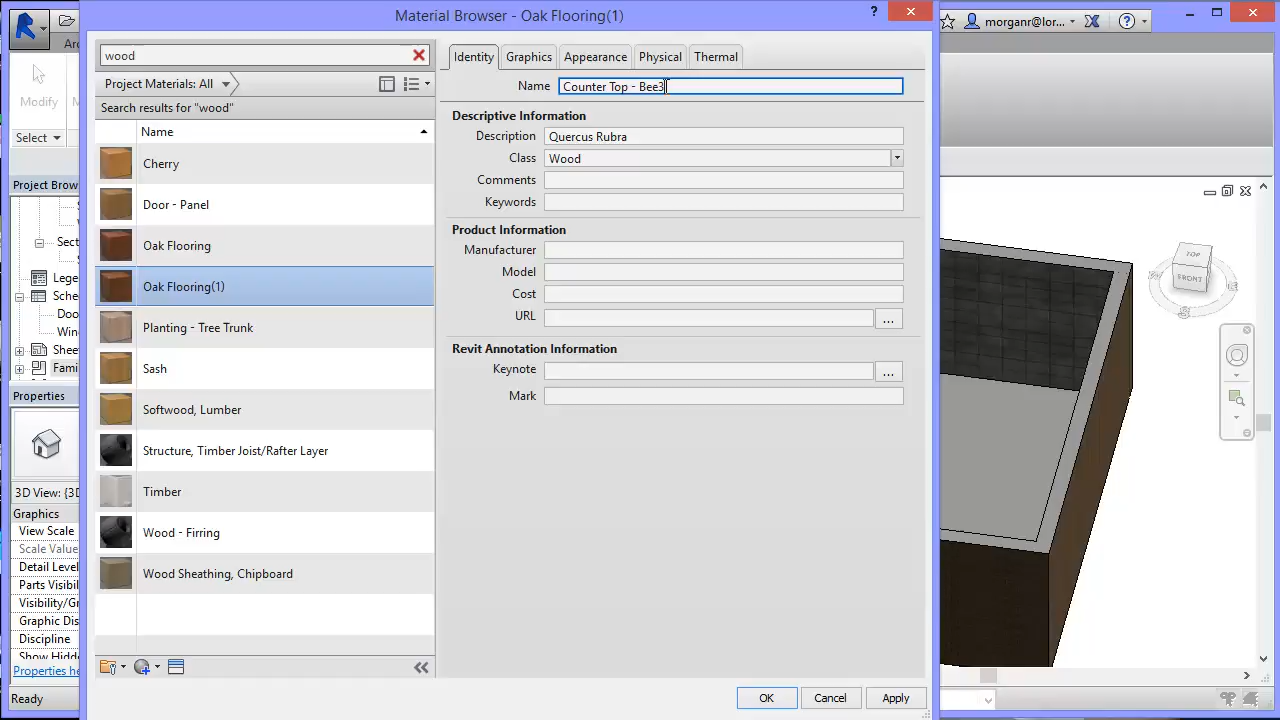 Material Browser - Oak Flooring(1)
?
morganr@lor...
?
Ar
Modify
M
Select
wood
Project Materials: All
Search results for "wood"
Name
Cherry
Door - Panel
Oak Flooring
Oak Flooring(1)
Planting - Tree Trunk
Sash
Softwood, Lumber
Structure, Timber Joist/Rafter Layer
Timber
Wood - Firring
Wood Sheathing, Chipboard
Identity
Graphics
Appearance
Physical
Thermal
Name
Counter Top - Bee3
Descriptive Information
Description
Quercus Rubra
Class
Wood
Comments
Keywords
Product Information
Manufacturer
Model
Cost
URL
...
Revit Annotation Information
Keynote
...
Mark
OK
Cancel
Apply
Project Brow
Sect
Lege
Sche
Doo
Win
Sheet
Fami
Properties
3D View: {3D
Graphics
View Scale
Scale Value
Detail Level
Parts Visibil
Visibility/Gr
Graphic Dis
Discipline
Show Hidde
Properties he
Ready
TOP
FRONT